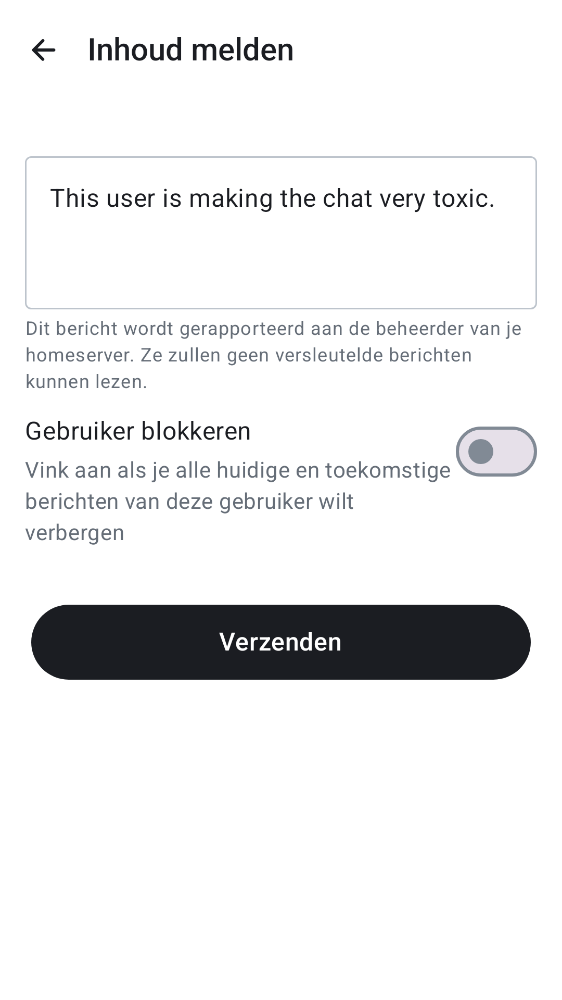 Inhoud melden
This user is making the chat very toxic.
Dit bericht wordt gerapporteerd aan de beheerder van je
homeserver. Ze zullen geen versleutelde berichten
kunnen lezen.
Gebruiker blokkeren
Vink aan als je alle huidige en toekomstige
berichten van deze gebruiker wilt
verbergen
Verzenden